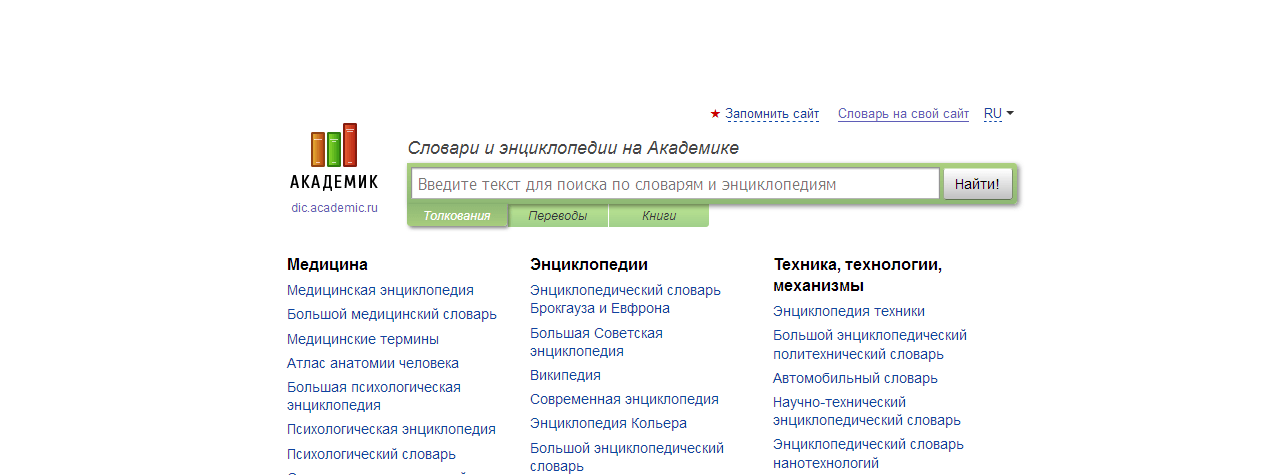 Запомнить сайт Словарь на свой сайт RU
Словари и энциклопедии на Академике
АКАДЕМИК
dic.academic.ru
Введите текст для поиска по словарям и энциклопедиям Найти!
Толкования Переводы Книги
Медицина
Медицинская энциклопедия
Большой медицинский словарь
Медицинские термины
Атлас анатомии человека
Большая психологическая
энциклопедия
Психологическая энциклопедия
Психологический словарь
Энциклопедии
Энциклопедический словарь
Брокгауза и Евфрона
Большая Советская
энциклопедия
Википедия
Современная энциклопедия
Энциклопедия Кольера
Большой энциклопедический
словарь
Техника, технологии,
механизмы
Энциклопедия техники
Большой энциклопедический
политехнический словарь
Автомобильный словарь
Научно-технический
энциклопедический словарь
Энциклопедический словарь
нанотехнологий